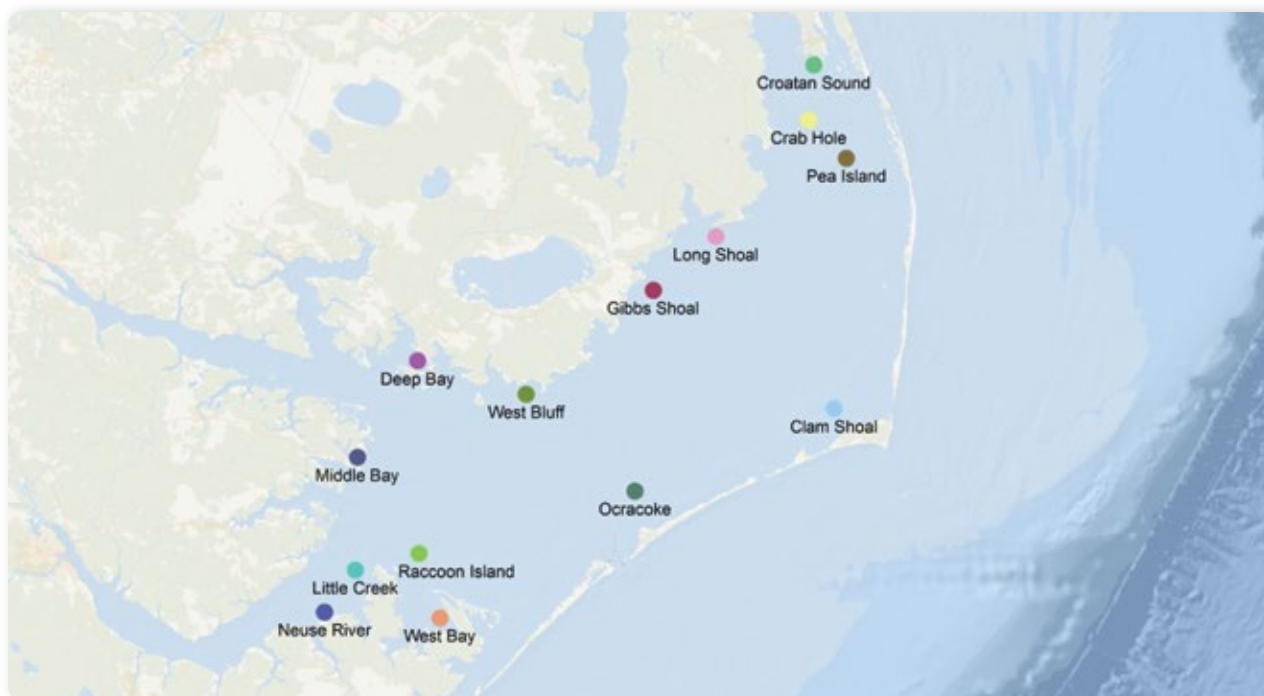 Croatan Sound
Crab Hole
Pea Island
Long Shoal
Gibbs Shoal
Deep Bay
West Bluff
Clam Shoal
Middle Bay
Ocracoke
Raccoon Island
Little Creek
Neuse River
West Bay